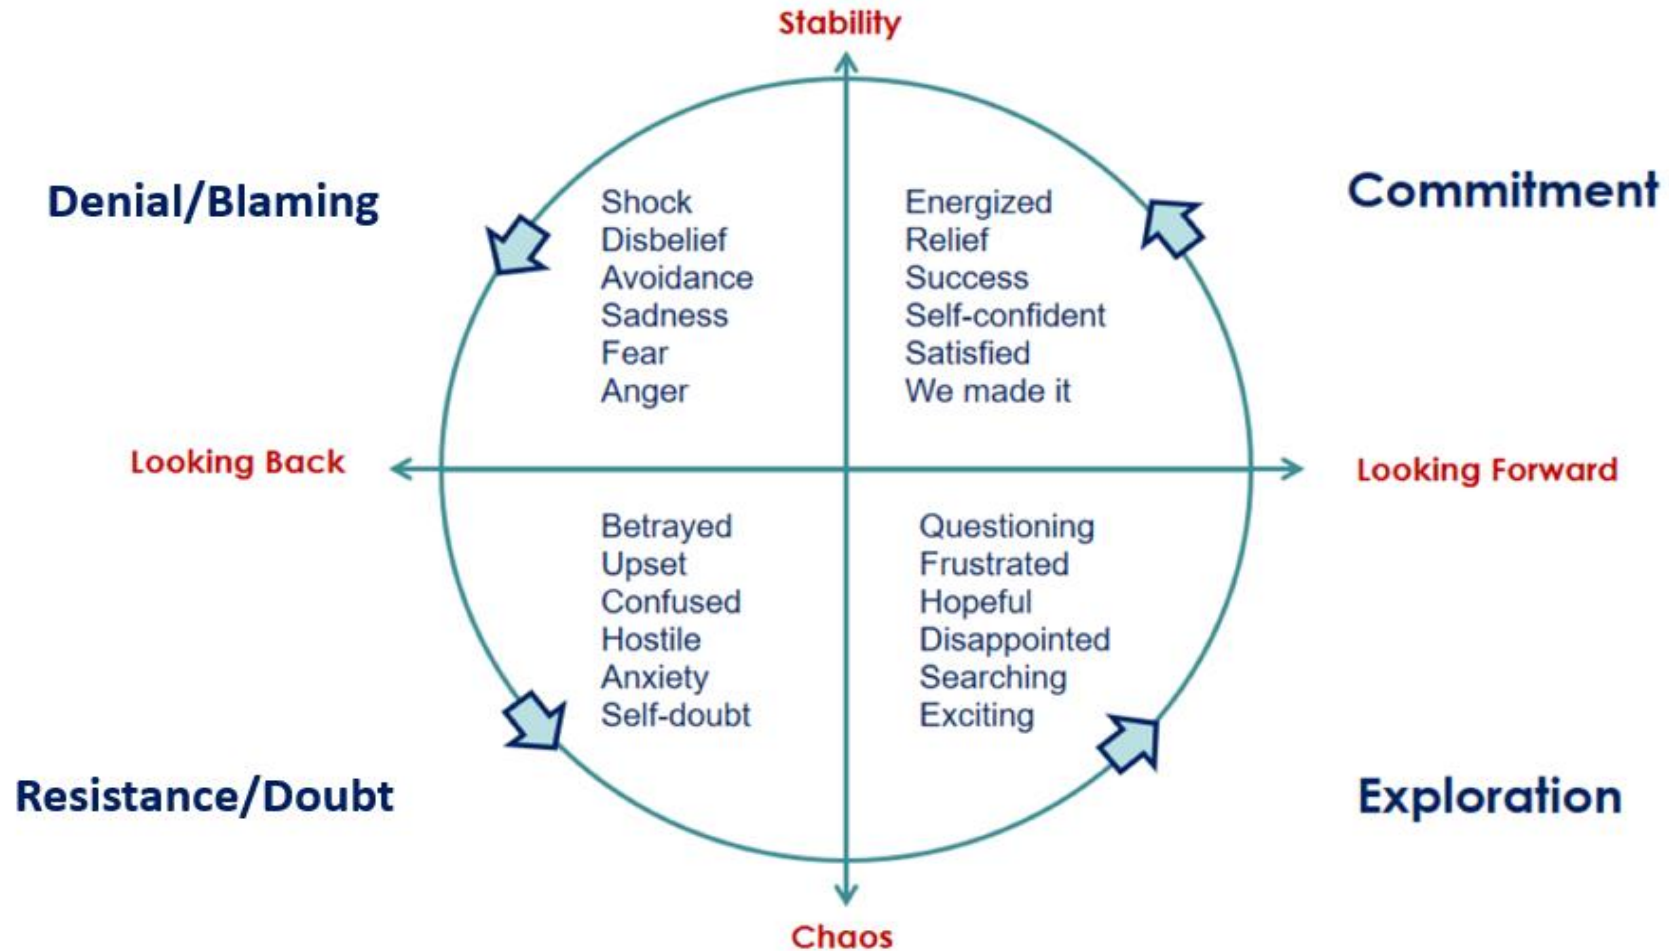 Stability
Denial/Blaming
Shock
Disbelief
Avoidance
Sadness
Fear
Anger
Energized
Relief
Success
Self-confident
Satisfied
We made it
Commitment
Looking Back
Looking Forward
Betrayed
Upset
Confused
Hostile
Anxiety
Self-doubt
Questioning
Frustrated
Hopeful
Disappointed
Searching
Exciting
Resistance/Doubt
Exploration
Chaos